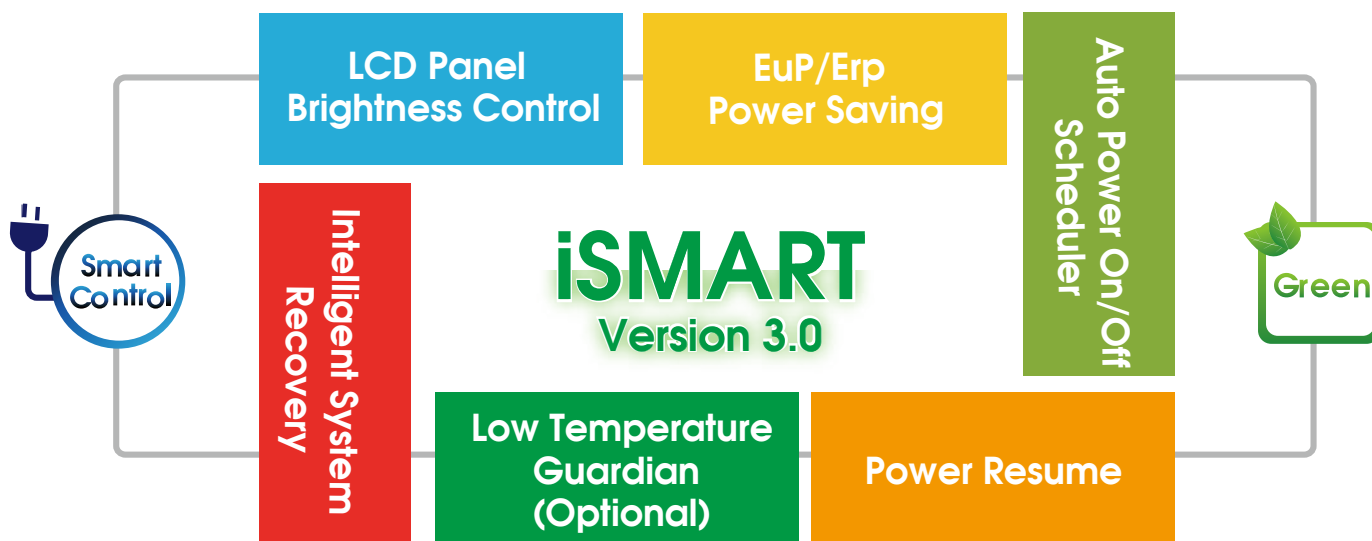 LCD Panel
Brightness Control
EuP/Erp
Power Saving
Auto Power On/Off
Scheduler
Smart
Control
Intelligent System
Recovery
iSMART
Version 3.0
Green
Low Temperature
Guardian
(Optional)
Power Resume